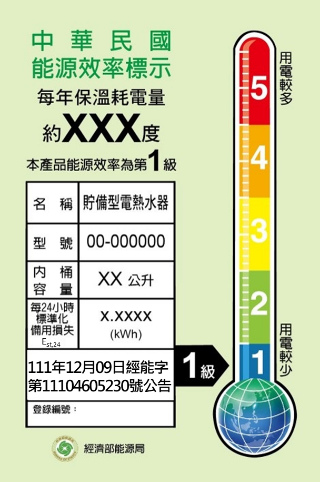 中華民國
能源效率標示
每年保溫耗電量
約XXX度
本產品能源效率為第1級
名 稱 貯備型電熱水器
型 號 00-000000
內 桶
容 量 XX 公升
每24小時
標準化
備用損失
Est,24
x.xxxx
(kWh)
111年12月09日經能字
第11104605230號公告
登錄編號：
經濟部能源局
用電較多
5
4
3
2
1
用電較少
1級